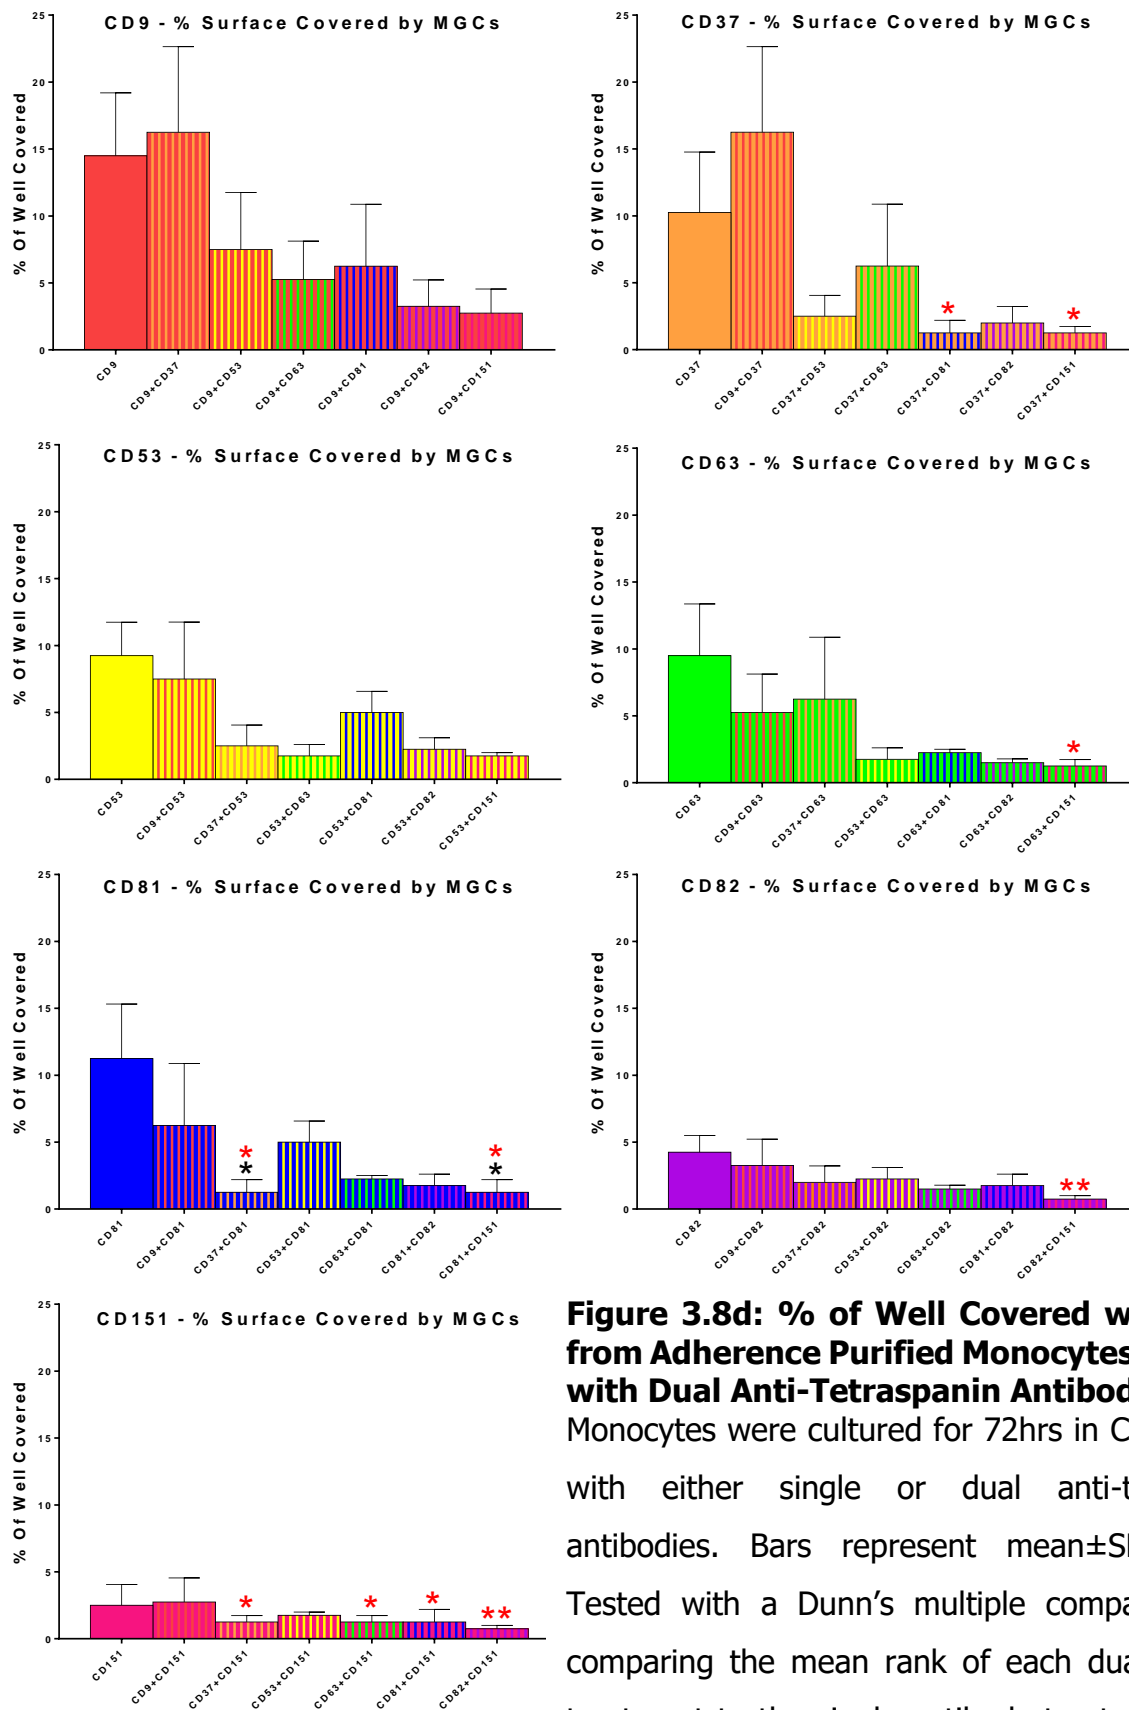 CD9 - % Surface Covered by MGCs
% Of Well Covered
25
20
15
10
5
0
CD9
CD9+CD37
CD9+CD53
CD9+CD63
CD9+CD81
CD9+CD82
CD9+CD151
CD37 - % Surface Covered by MGCs
% Of Well Covered
25
20
15
10
5
0
*
*
CD37
CD9+CD37
CD37+CD53
CD37+CD63
CD37+CD81
CD37+CD82
CD37+CD151
CD53 - % Surface Covered by MGCs
% Of Well Covered
25
20
15
10
5
0
CD53
CD9+CD53
CD37+CD53
CD53+CD63
CD53+CD81
CD53+CD82
CD53+CD151
CD63 - % Surface Covered by MGCs
% Of Well Covered
25
20
15
10
5
0
*
CD63
CD9+CD63
CD37+CD63
CD53+CD63
CD63+CD81
CD63+CD82
CD63+CD151
CD81 - % Surface Covered by MGCs
% Of Well Covered
25
20
15
10
5
0
*
*
*
*
CD81
CD9+CD81
CD37+CD81
CD53+CD81
CD63+CD81
CD81+CD82
CD81+CD151
CD82 - % Surface Covered by MGCs
% Of Well Covered
25
20
15
10
5
0
**
CD82
CD9+CD82
CD37+CD82
CD53+CD82
CD63+CD82
CD81+CD82
CD82+CD151
CD151 - % Surface Covered by MGCs
% Of Well Covered
25
20
15
10
5
0
*
*
*
**
CD151
CD9+CD151
CD37+CD151
CD53+CD151
CD63+CD151
CD81+CD151
CD82+CD151
Figure 3.8d: % of Well Covered w
from Adherence Purified Monocytes
with Dual Anti-Tetraspanin Antibod
Monocytes were cultured for 72hrs in C
with either single or dual anti-t
antibodies. Bars represent mean±S
Tested with a Dunn's multiple compa
comparing the mean rank of each dua